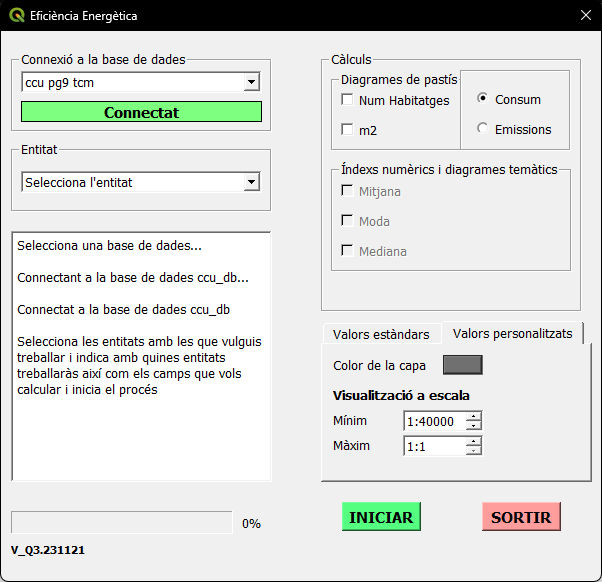 Eficiència Energètica
Connexió a la base de dades
ccu pg9 tcm
Connectat
Entitat
Selecciona l'entitat
Selecciona una base de dades...
Connectant a la base de dades ccu_db...
Connectat a la base de dades ccu_db
Selecciona les entitats amb les que vulguis
treballar i indica amb quines entitats
treballaràs així com els camps que vols
calcular i inicia el procés
0%
V_Q3.231121
Càlculs
Diagrames de pastís
Num Habitatges
m2
Consum
Emissions
Índexs numèrics i diagrames temàtics
Mitjana
Moda
Mediana
Valors estàndars
Valors personalitzats
Color de la capa
Visualització a escala
Mínim
1:40000
Màxim
1:1
INICIAR
SORTIR